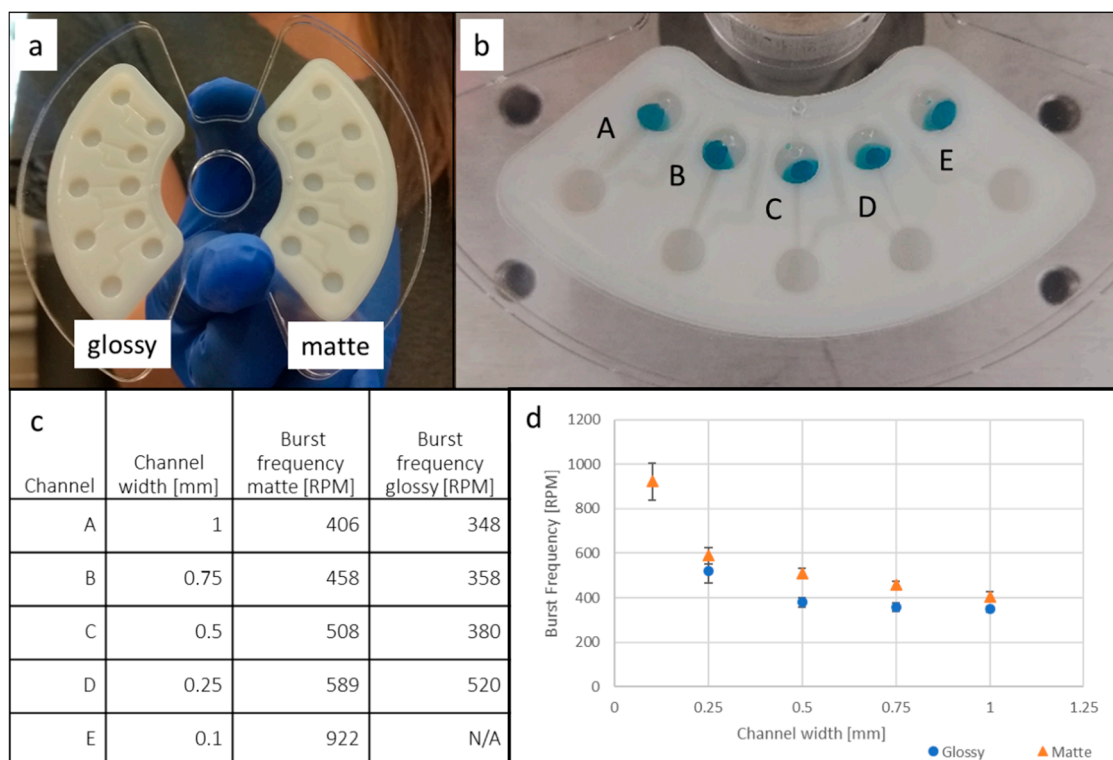 a
glossy
matte
b
A
B
C
D
E
c
Channel
Channel
width [mm]
Burst
frequency
matte [RPM]
Burst
frequency
glossy [RPM]
A 1 406 348
B 0.75 458 358
C 0.5 508 380
D 0.25 589 520
E 0.1 922 N/A
d
Burst Frequency [RPM]
1200
1000
800
600
400
200
0
0 0.25 0.5 0.75 1 1.25
Channel width [mm]
Glossy Matte